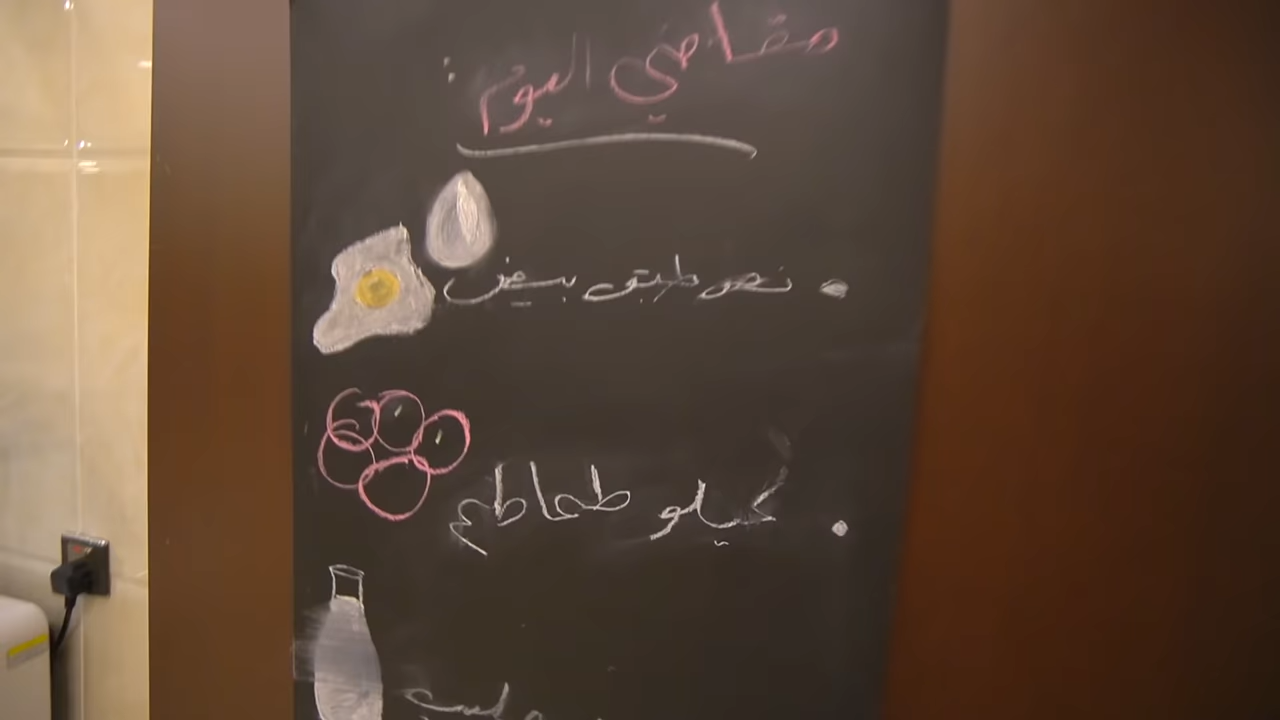 مقاضي اليوم :
• نص طبق بيض
• كيلو طماطم